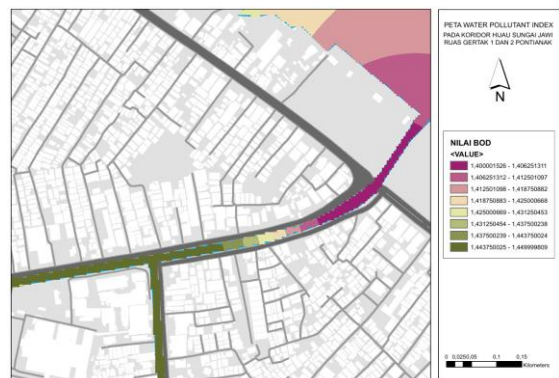 PETA WATER POLLUTANT INDEX
PADA KORIDOR HIJAU SUNGAI JAWI
RUAS GERTAK 1 DAN 2 PONTIANAK
N
NILAI BOD
<VALUE>
1,400001526 - 1,406251311
1,406251312 - 1,412501097
1,412501098 - 1,418750882
1,418750883 - 1,425000668
1,425000669 - 1,431250453
1,431250454 - 1,437500238
1,437500239 - 1,443750024
1,443750025 - 1,449999809
0 0,0250,05 0,1 0,15
Kilometers